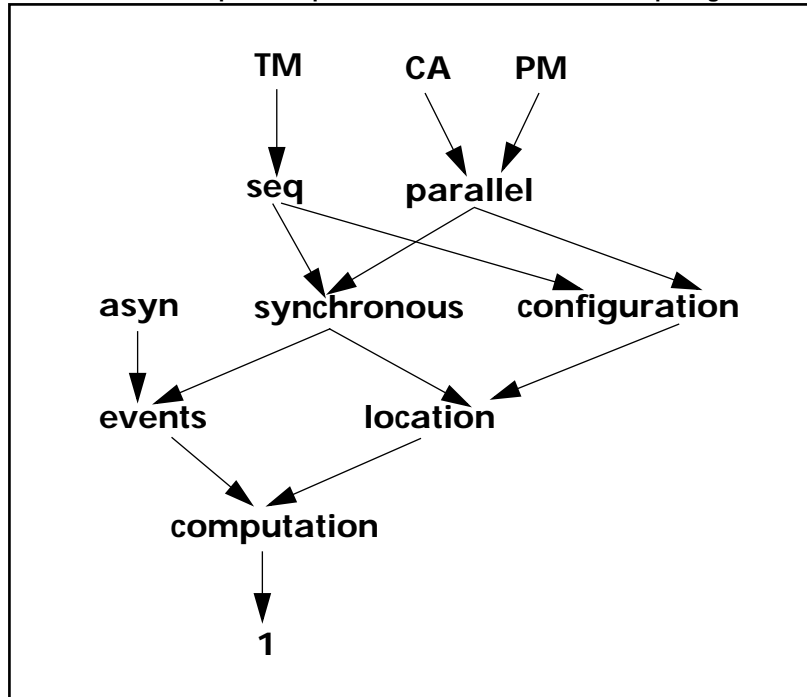 TM CA PM
seq parallel
asyn synchronous configuration
events location
computation
1